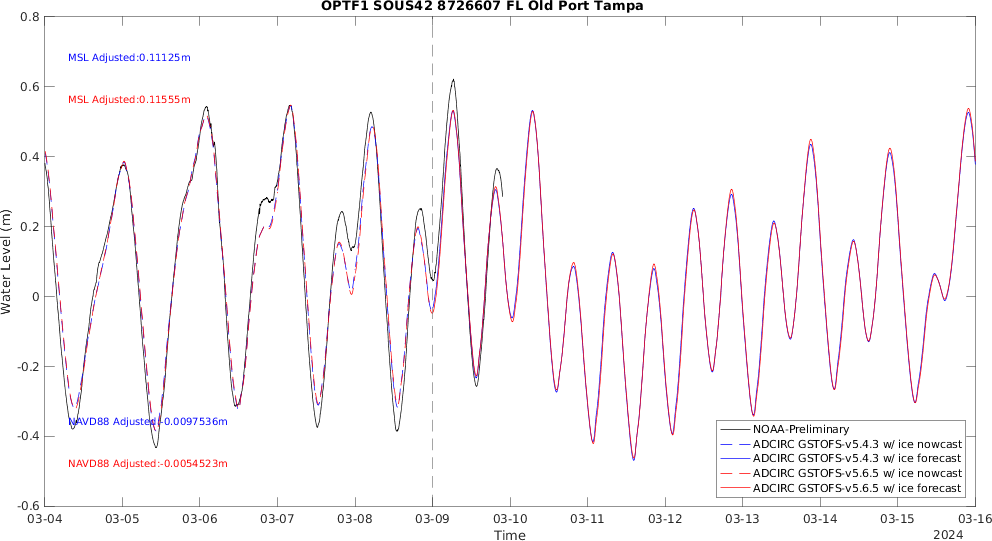 OPTF1 SOUS42 8726607 FL Old Port Tampa
0.8
MSL Adjusted:0.11125m
0.6
MSL Adjusted:0.11555m
0.4
0.2
Water Level (m)
0
-0.2
NAVD88 Adjusted:-0.0097536m
-0.4
NAVD88 Adjusted:-0.0054523m
-0.6
NOAA-Preliminary
ADCIRC GSTOFS-v5.4.3 w/ ice nowcast
ADCIRC GSTOFS-v5.4.3 w/ ice forecast
ADCIRC GSTOFS-v5.6.5 w/ ice nowcast
ADCIRC GSTOFS-v5.6.5 w/ ice forecast
03-04 03-05 03-06 03-07 03-08 03-09 03-10 03-11 03-12 03-13 03-14 03-15 03-16
Time
2024